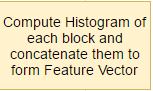 Compute Histogram of
each block and
concatenate them to
form Feature Vector